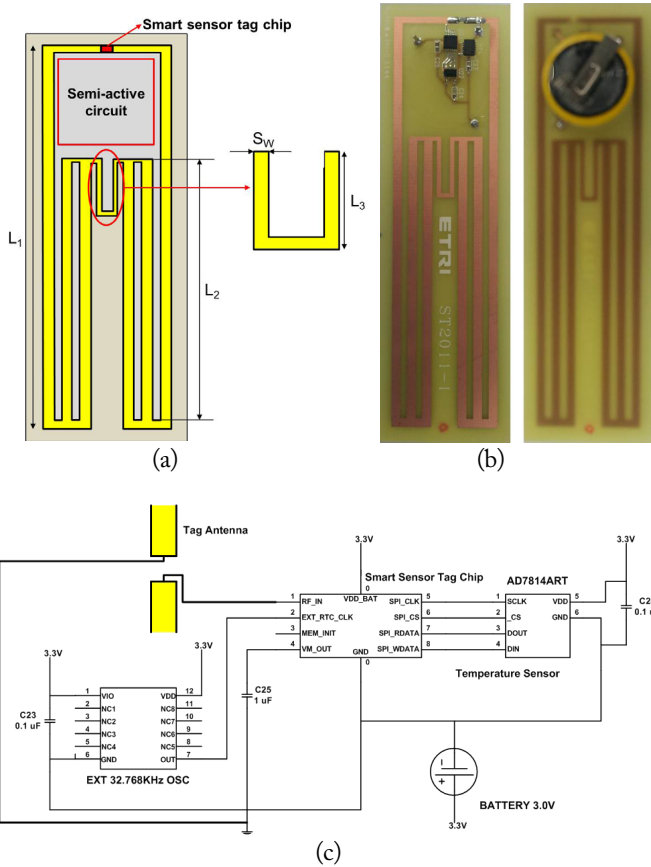 Smart sensor tag chip
Semi-active
circuit
S_W
L_1
L_2
L_3
ETRI
ST2011-1
(a)
(b)
Tag Antenna
3.3V
0
Smart Sensor Tag Chip
AD7814ART
3.3V
VDD_BAT
1 RF_IN SPI_CLK 5
2 EXT_RTC_CLK SPI_CS 6
3 MEM_INIT SPI_RDATA 7
4 VM_OUT SPI_WDATA 8
GND
0
1 SCLK VDD 5
2 _CS GND 6
3 DOUT
4 DIN
C2
0.1 u
Temperature Sensor
3.3V
3.3V
C23
0.1 uF
1 VIO VDD 12
2 NC1 NC8 11
3 NC2 NC7 10
4 NC3 NC6 9
5 NC4 NC5 8
6 GND OUT 7
EXT 32.768KHz OSC
C25
1 uF
BATTERY 3.0V
3.3V
(c)